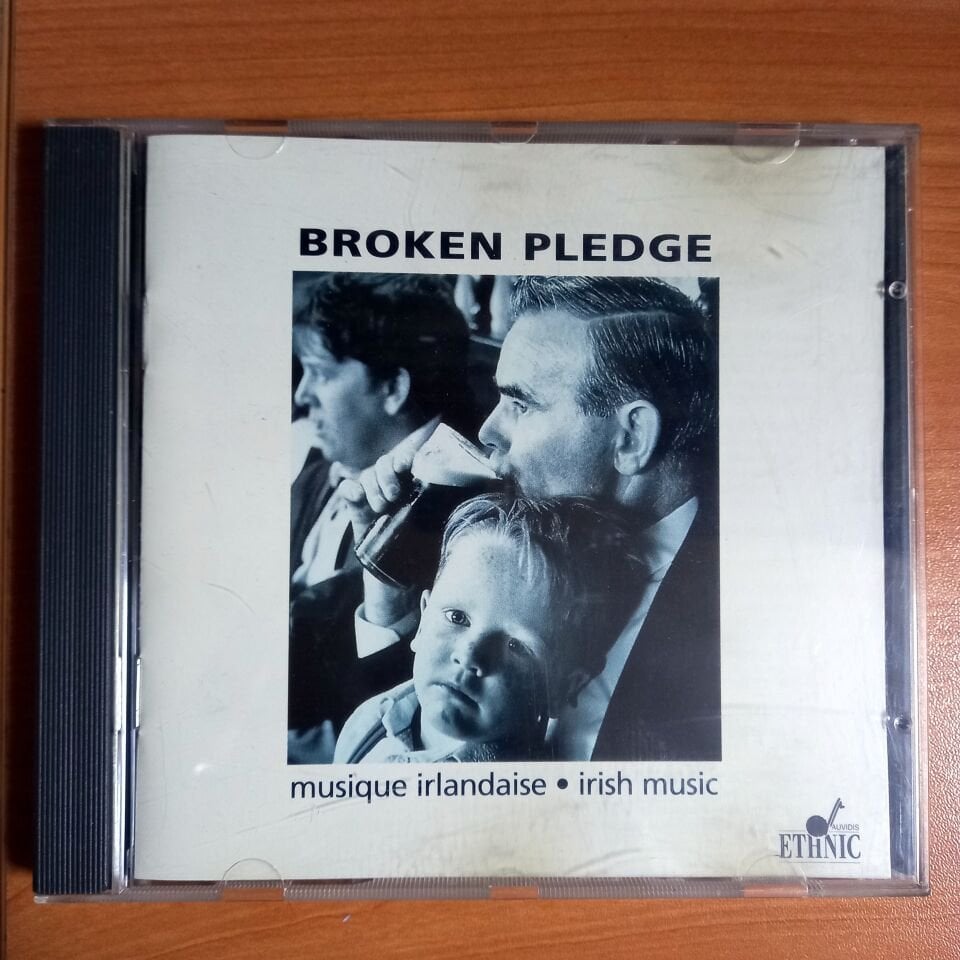 BROKEN PLEDGE
musique irlandaise • irish music
AUVIDIS
ETHNIC